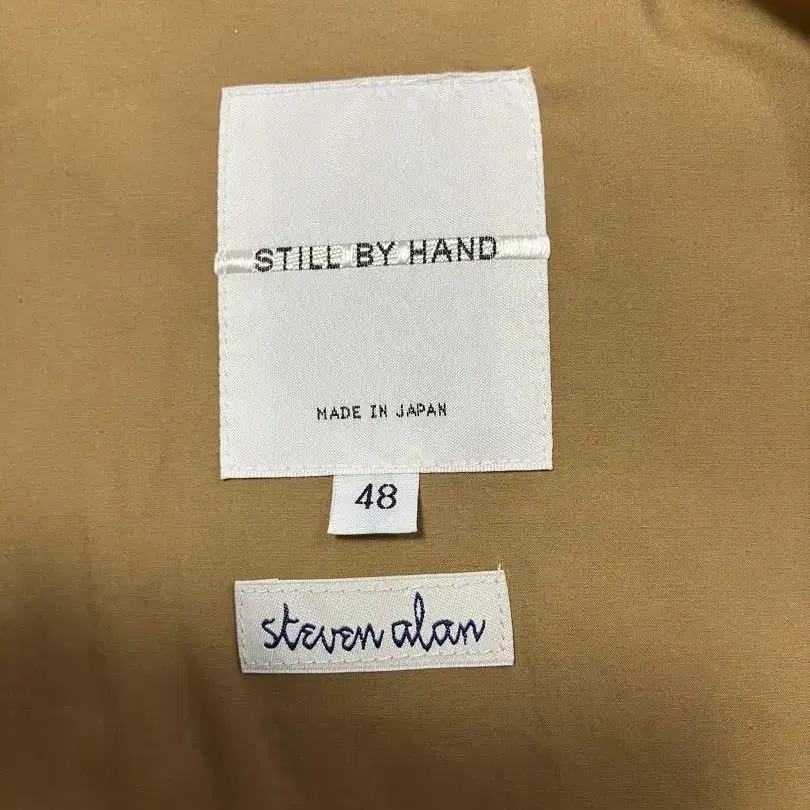 STILL BY HAND
MADE IN JAPAN
48
steven alan